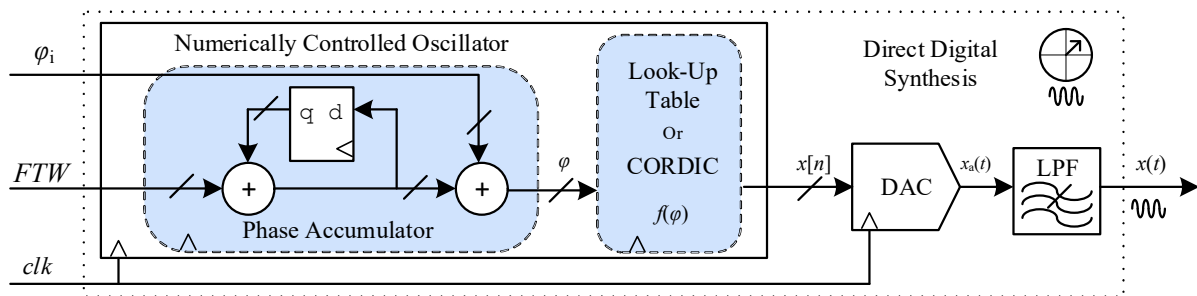 Numerically Controlled Oscillator
Direct Digital
Synthesis
φi
Look-Up
Table
Or
CORDIC
f(φ)
q d
FTW
+
+
φ
x[n]
DAC
xa(t)
LPF
x(t)
Phase Accumulator
clk